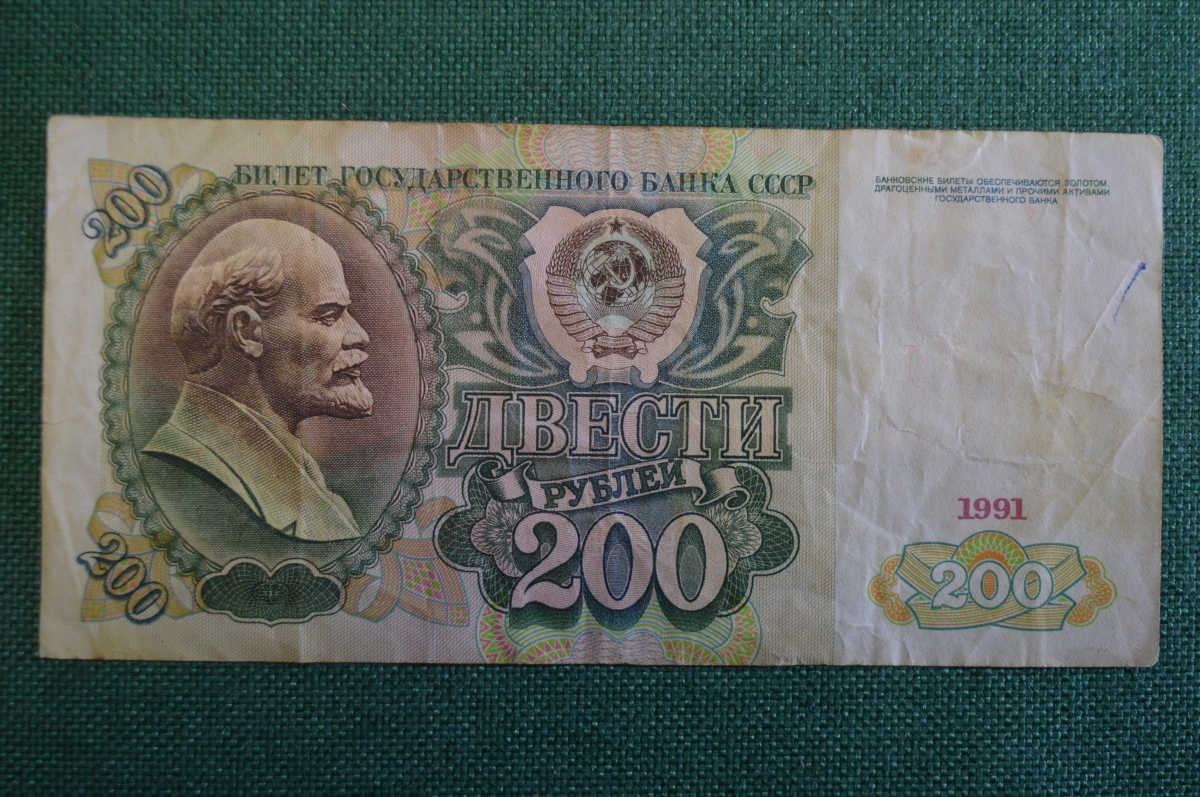 200
БИЛЕТ ГОСУДАРСТВЕННОГО БАНКА СССР
БАНКОВСКИЕ БИЛЕТЫ ОБЕСПЕЧИВАЮТСЯ ЗОЛОТОМ,
ДРАГОЦЕННЫМИ МЕТАЛЛАМИ И ПРОЧИМИ АКТИВАМИ
ГОСУДАРСТВЕННОГО БАНКА
ДВЕСТИ
РУБЛЕЙ
200
1991
200
200